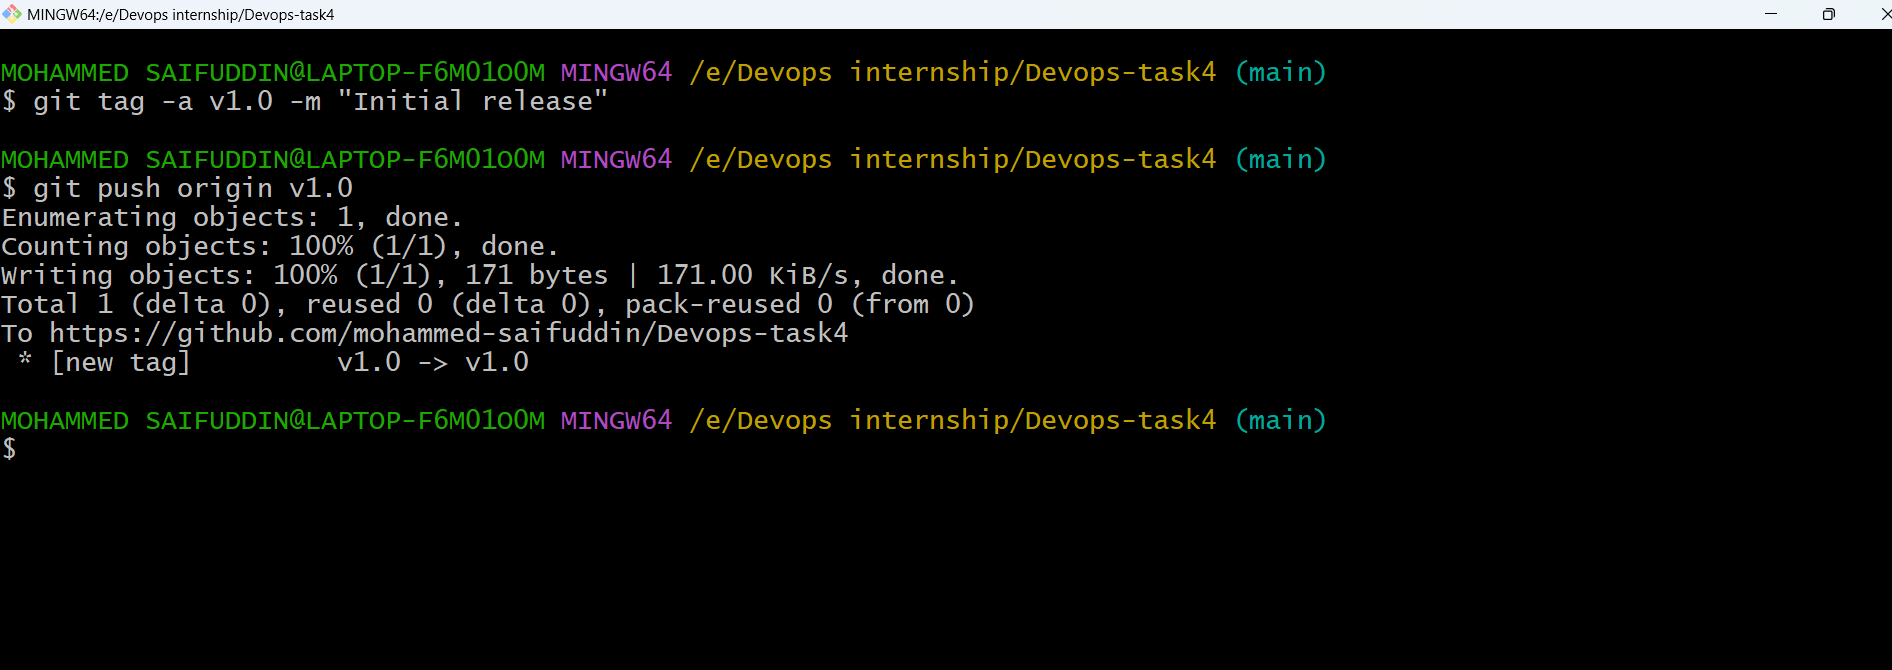 MINGW64:/e/Devops internship/Devops-task4
MOHAMMED SAIFUDDIN@LAPTOP-F6M01O0M MINGW64 /e/Devops internship/Devops-task4 (main)
$ git tag -a v1.0 -m "Initial release"
MOHAMMED SAIFUDDIN@LAPTOP-F6M01O0M MINGW64 /e/Devops internship/Devops-task4 (main)
$ git push origin v1.0
Enumerating objects: 1, done.
Counting objects: 100% (1/1), done.
Writing objects: 100% (1/1), 171 bytes | 171.00 KiB/s, done.
Total 1 (delta 0), reused 0 (delta 0), pack-reused 0 (from 0)
To https://github.com/mohammed-saifuddin/Devops-task4
 * [new tag]         v1.0 -> v1.0
MOHAMMED SAIFUDDIN@LAPTOP-F6M01O0M MINGW64 /e/Devops internship/Devops-task4 (main)
$